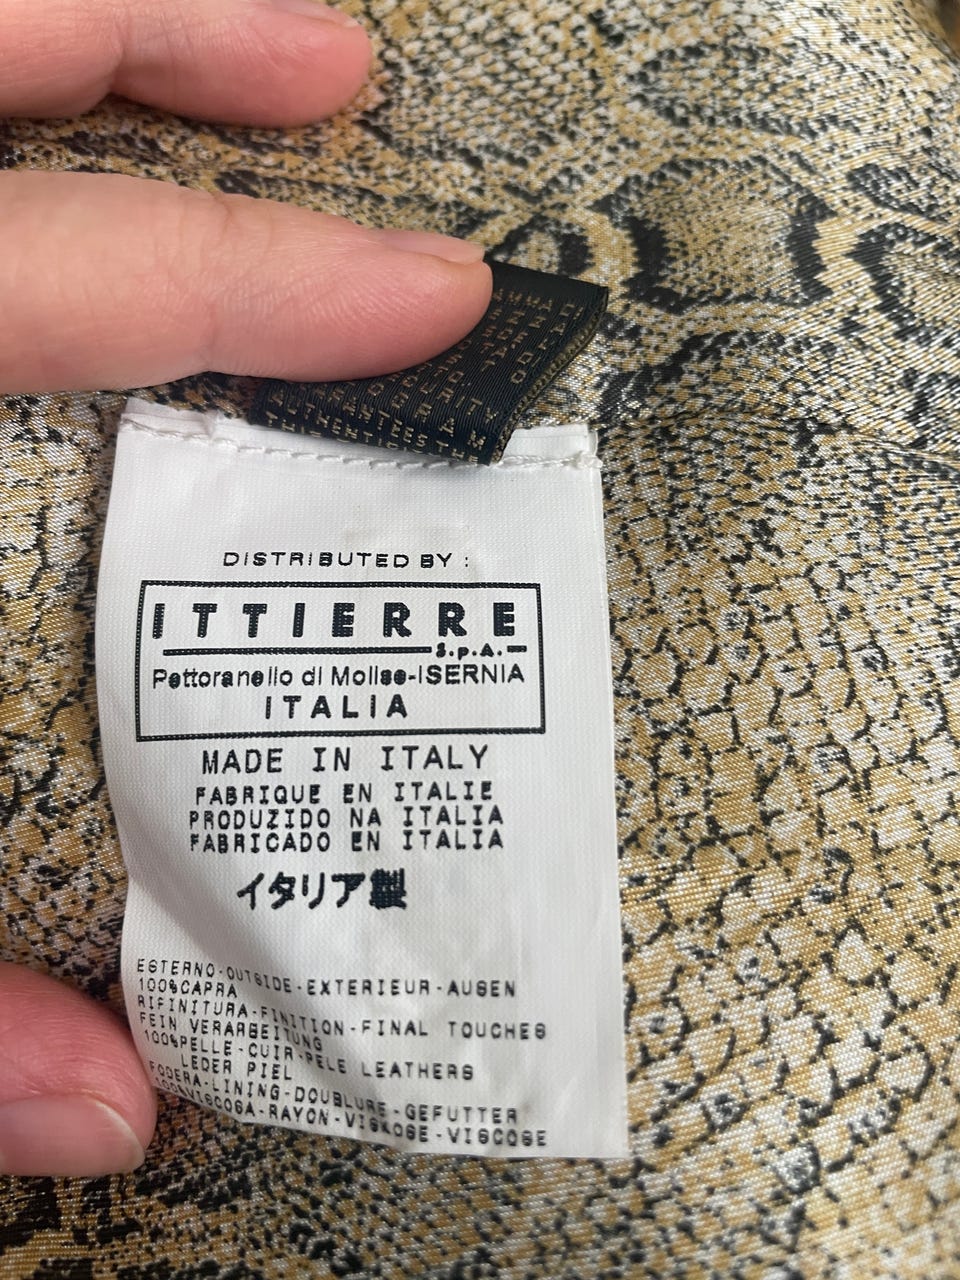 AUTHENTIC
DISTRIBUTED BY :
ITTIERRE
S.p.A.
Pettoranello di Molise-ISERNIA
ITALIA
MADE IN ITALY
FABRIQUE EN ITALIE
PRODUZIDO NA ITALIA
FABRICADO EN ITALIA
イタリア製
ESTERNO-OUTSIDE-EXTERIEUR-AUSEN
100%CAPRA
RIFINITURA-FINITION-FINAL TOUCHES
FEIN VERARBEITUNG
100%PELLE-CUIR-PELE LEATHERS
LEDER PIEL
FODERA-LINING-DOUBLURE-GEFUTTER
100%VISCOSA-RAYON-VISKOSE-VISCOSE